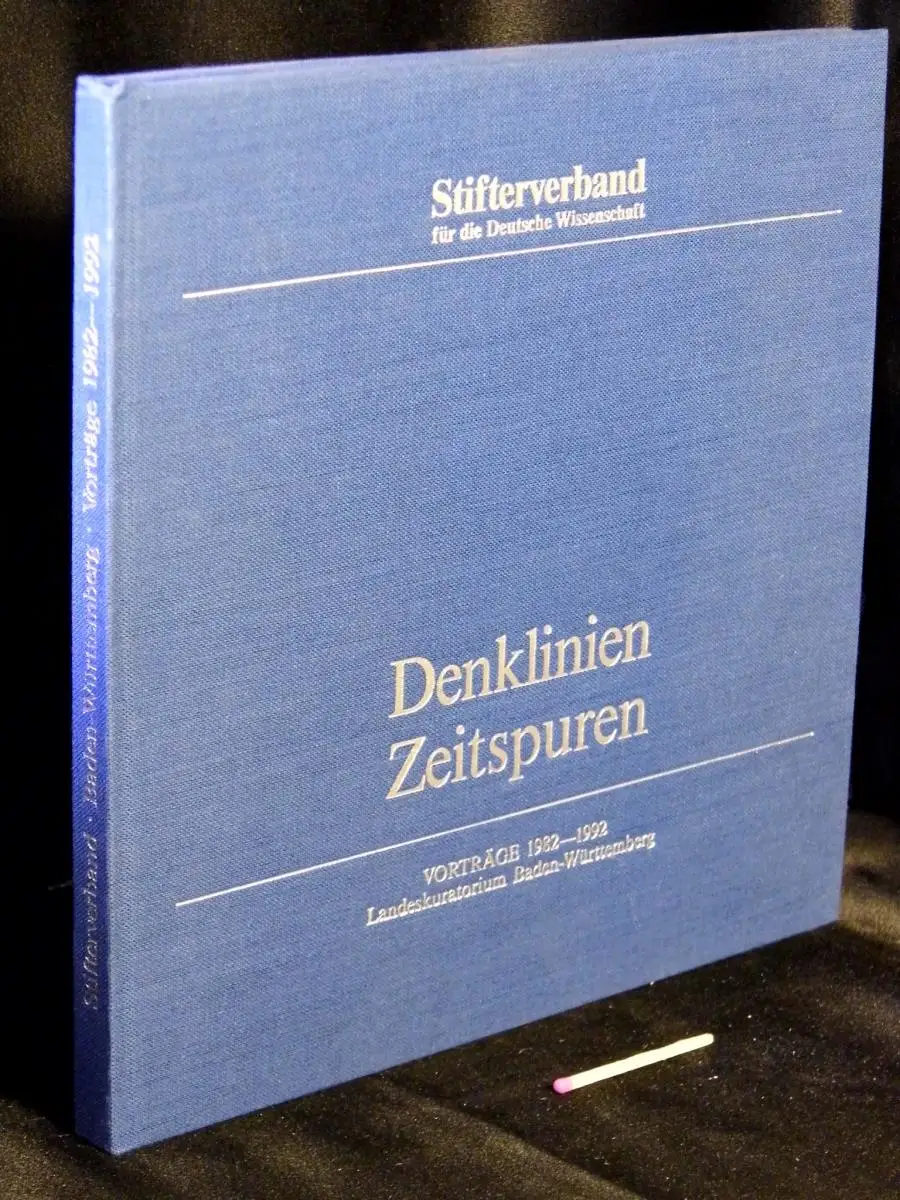 Stifterverband
für die Deutsche Wissenschaft
Denklinien
Zeitspuren
VORTRÄGE 1982—1992
Landeskuratorium Baden-Württemberg
Stifterverband · Baden-Württemberg · Vorträge 1982—1992